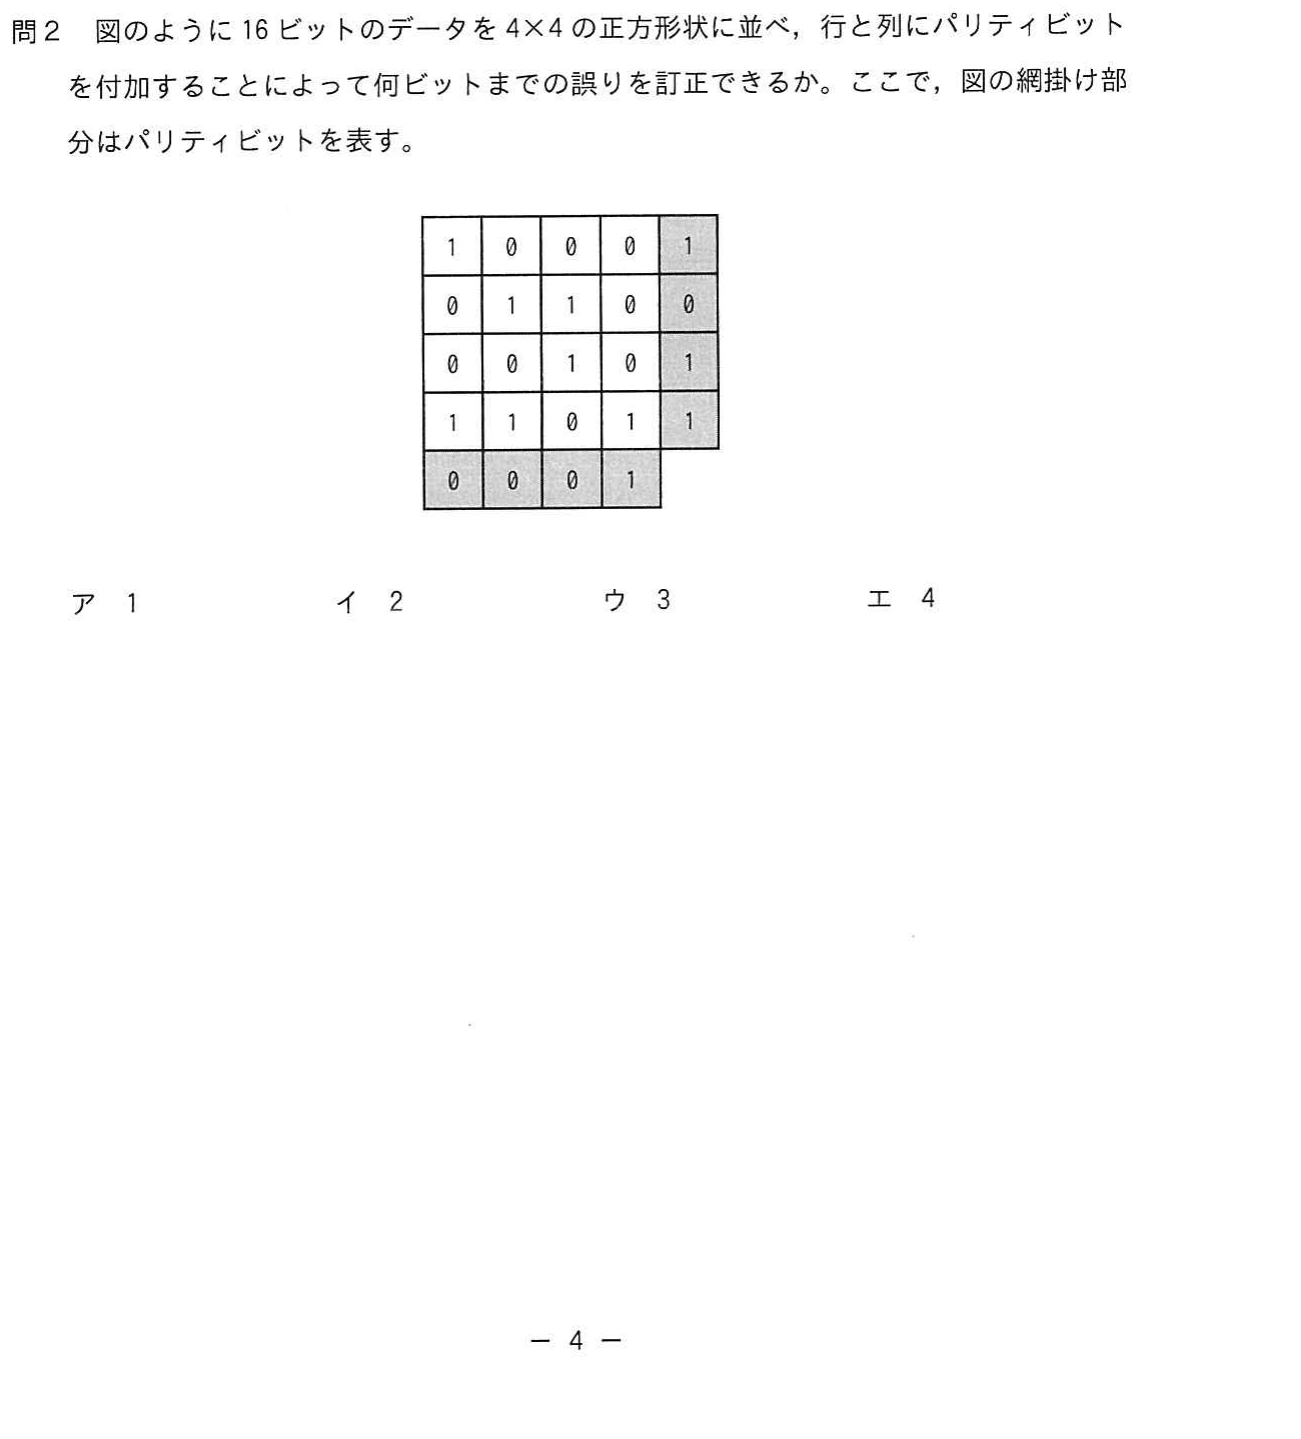 問2 図のように 16 ビットのデータを 4×4 の正方形状に並べ，行と列にパリティビット
を付加することによって何ビットまでの誤りを訂正できるか。ここで，図の網掛け部
分はパリティビットを表す。
1 0 0 0 1
0 1 1 0 0
0 0 1 0 1
1 1 0 1 1
0 0 0 1
ア 1 イ 2 ウ 3 エ 4
— 4 —